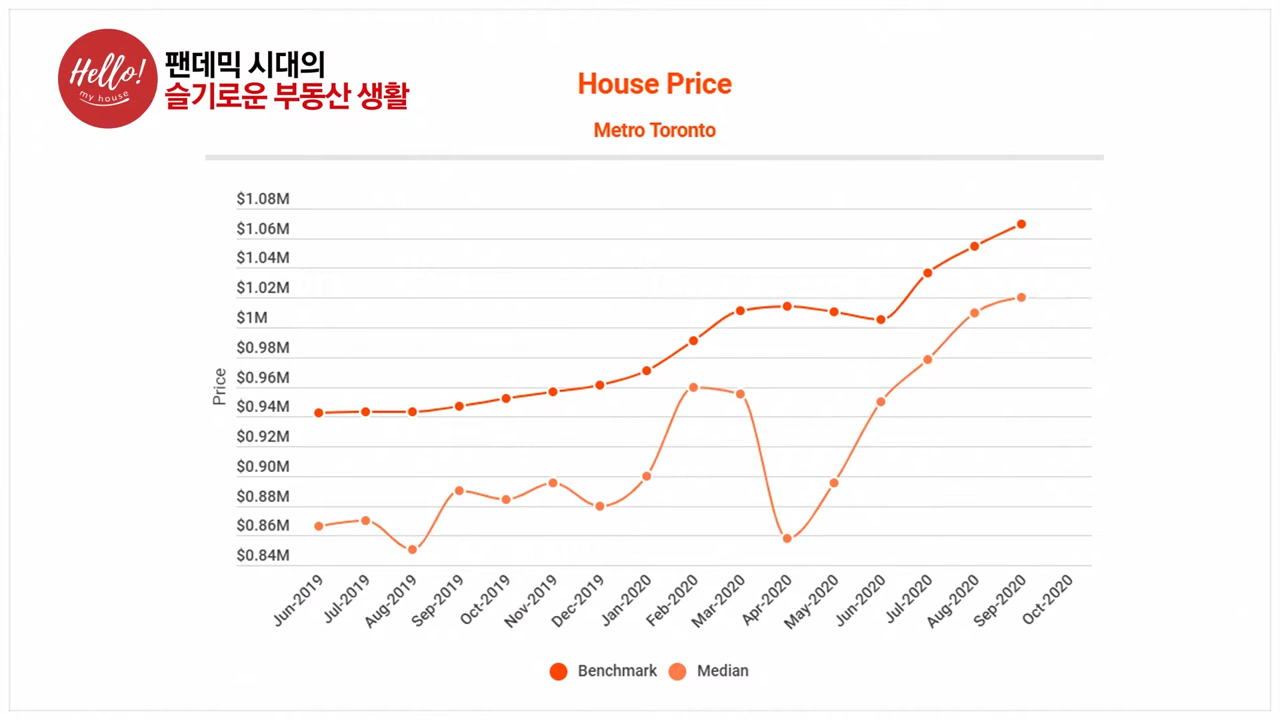 Hello!
my house
팬데믹 시대의
슬기로운 부동산 생활
House Price
Metro Toronto
$1.08M
$1.06M
$1.04M
$1.02M
$1M
$0.98M
$0.96M
$0.94M
$0.92M
$0.90M
$0.88M
$0.86M
$0.84M
Price
Jun-2019
Jul-2019
Aug-2019
Sep-2019
Oct-2019
Nov-2019
Dec-2019
Jan-2020
Feb-2020
Mar-2020
Apr-2020
May-2020
Jun-2020
Jul-2020
Aug-2020
Sep-2020
Oct-2020
Benchmark
Median